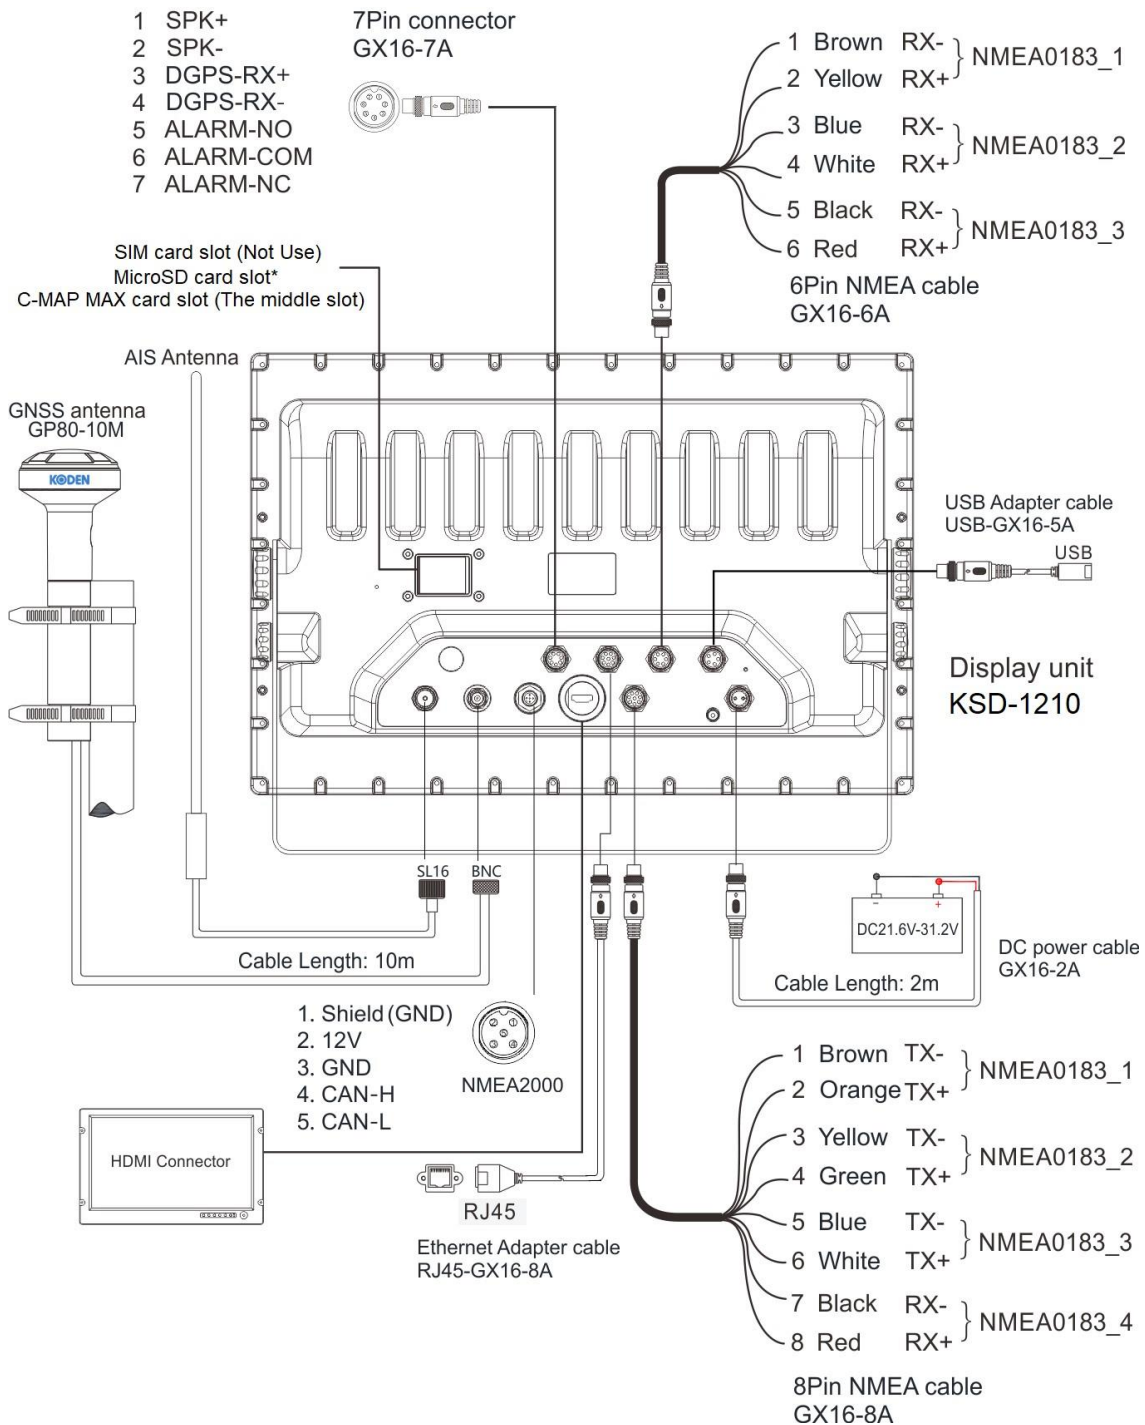 1 SPK+
2 SPK-
3 DGPS-RX+
4 DGPS-RX-
5 ALARM-NO
6 ALARM-COM
7 ALARM-NC
7Pin connector
GX16-7A
1 Brown RX-
2 Yellow RX+
NMEA0183_1
3 Blue RX-
4 White RX+
NMEA0183_2
5 Black RX-
6 Red RX+
NMEA0183_3
6Pin NMEA cable
GX16-6A
SIM card slot (Not Use)
MicroSD card slot*
C-MAP MAX card slot (The middle slot)
AIS Antenna
GNSS antenna
GP80-10M
KODEN
USB Adapter cable
USB-GX16-5A
USB
Display unit
KSD-1210
SL16 BNC
Cable Length: 10m
- +
DC21.6V-31.2V
DC power cable
GX16-2A
Cable Length: 2m
1. Shield (GND)
2. 12V
3. GND
4. CAN-H
5. CAN-L
2 1
5
3 4
NMEA2000
HDMI Connector
RJ45
Ethernet Adapter cable
RJ45-GX16-8A
1 Brown TX-
2 Orange TX+
NMEA0183_1
3 Yellow TX-
4 Green TX+
NMEA0183_2
5 Blue TX-
6 White TX+
NMEA0183_3
7 Black RX-
8 Red RX+
NMEA0183_4
8Pin NMEA cable
GX16-8A